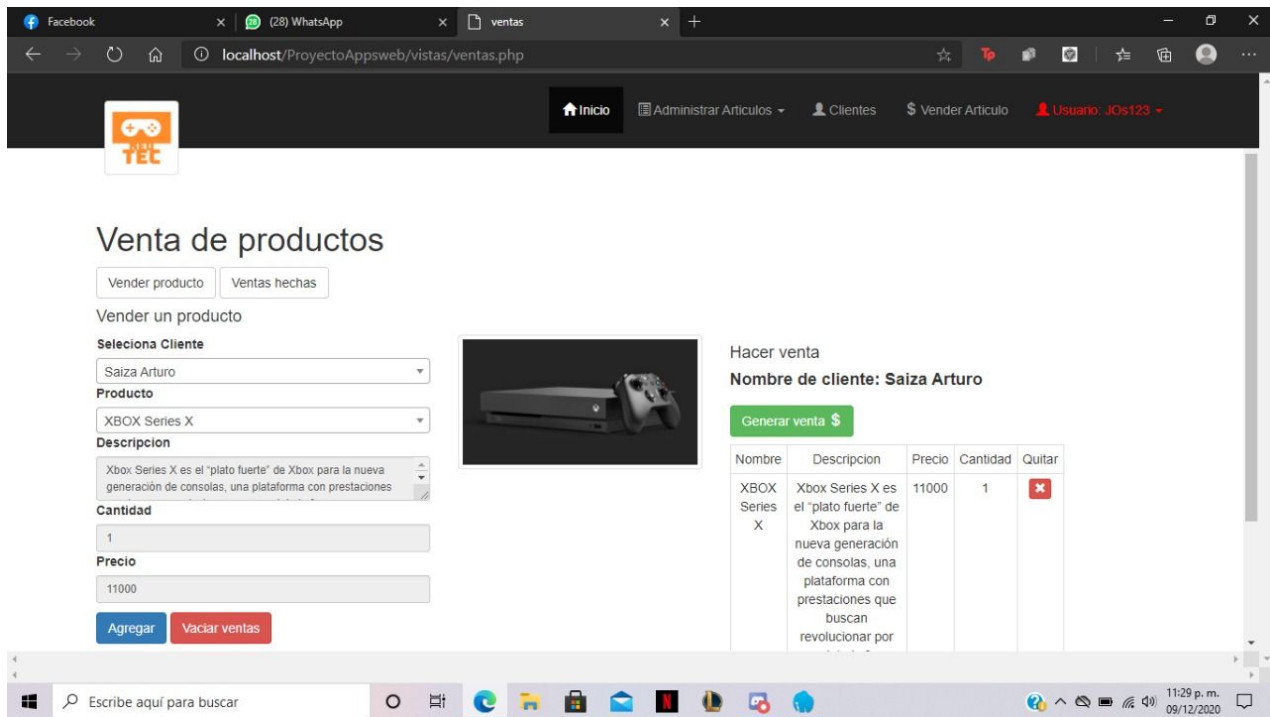 Facebook
28
(28) WhatsApp
ventas
localhost/ProyectoAppsweb/vistas/ventas.php
TEC
Inicio
Administrar Articulos
Clientes
$ Vender Articulo
Usuario: JOs123
Venta de productos
Vender producto
Ventas hechas
Vender un producto
Seleciona Cliente
Saiza Arturo
Producto
XBOX Series X
Descripcion
Xbox Series X es el “plato fuerte” de Xbox para la nueva
generación de consolas, una plataforma con prestaciones
Cantidad
1
Precio
11000
Agregar
Vaciar ventas
Hacer venta
Nombre de cliente: Saiza Arturo
Generar venta $
Nombre Descripcion Precio Cantidad Quitar
XBOX Series X
Xbox Series X es
el “plato fuerte” de
Xbox para la
nueva generación
de consolas, una
plataforma con
prestaciones que
buscan
revolucionar por
11000
1
Escribe aquí para buscar
11:29 p. m.
09/12/2020